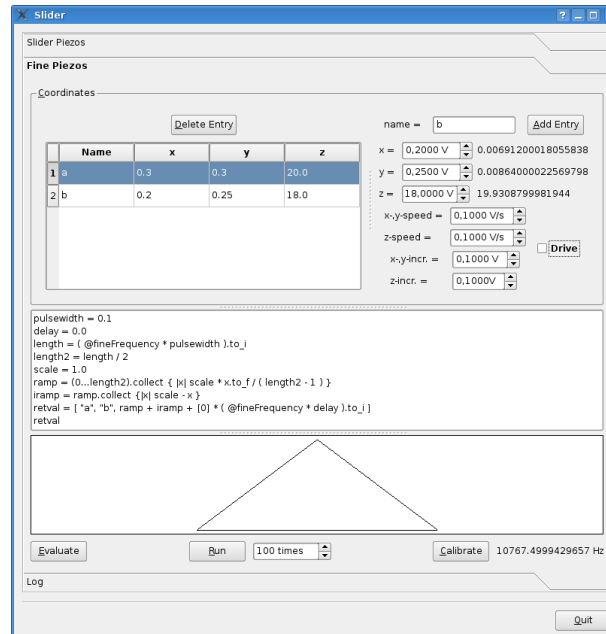 Slider
Slider Piezos
Fine Piezos
Coordinates
Delete Entry
name = b Add Entry
Name x y z
1 a 0.3 0.3 20.0
2 b 0.2 0.25 18.0
x = 0,2000 V 0.00691200018055838
y = 0,2500 V 0.00864000022569798
z = 18,0000 V 19.9308799981944
x-,y-speed = 0,1000 V/s
z-speed = 0,1000 V/s
Drive
x-,y-incr. = 0,1000 V
z-incr. = 0,1000V
pulsewidth = 0.1
delay = 0.0
length = ( @fineFrequency * pulsewidth ).to_i
length2 = length / 2
scale = 1.0
ramp = (0...length2).collect { |x| scale * x.to_f / ( length2 - 1 ) }
iramp = ramp.collect {|x| scale - x }
retval = [ "a", "b", ramp + iramp + [0] * ( @fineFrequency * delay ).to_i ]
retval
Evaluate Run 100 times Calibrate 10767.4999429657 Hz
Log
Quit